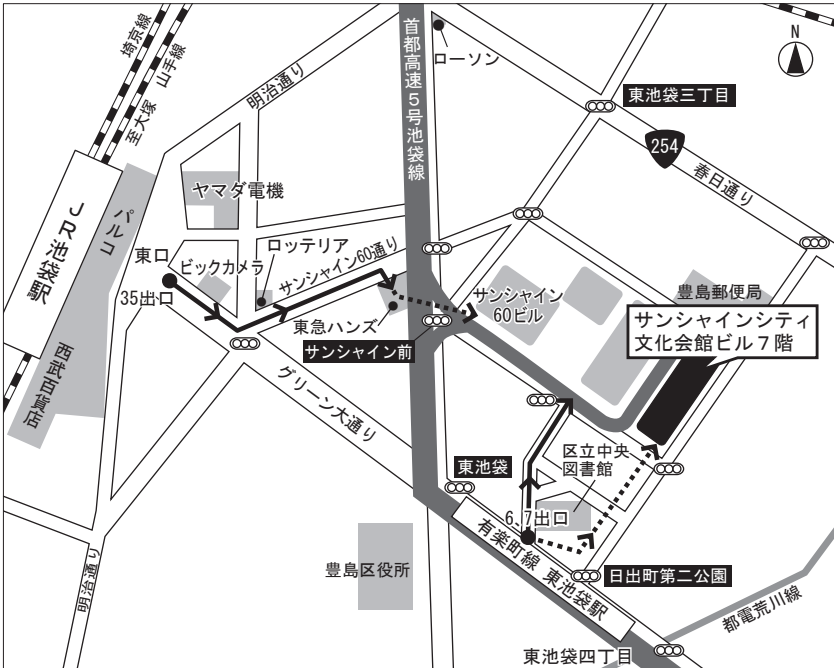 埼京線
山手線
至大塚
明治通り
首都高速5号池袋線
ローソン
東池袋三丁目
N
254
春日通り
ヤマダ電機
パルコ
JR池袋駅
東口
ビックカメラ
ロッテリア
サンシャイン60通り
35出口
東急ハンズ
サンシャイン
60ビル
豊島郵便局
サンシャインシティ
文化会館ビル7階
サンシャイン前
西武百貨店
グリーン大通り
東池袋
区立中央
図書館
6、7出口
有楽町線 東池袋駅
豊島区役所
日出町第二公園
明治通り
都電荒川線
東池袋四丁目